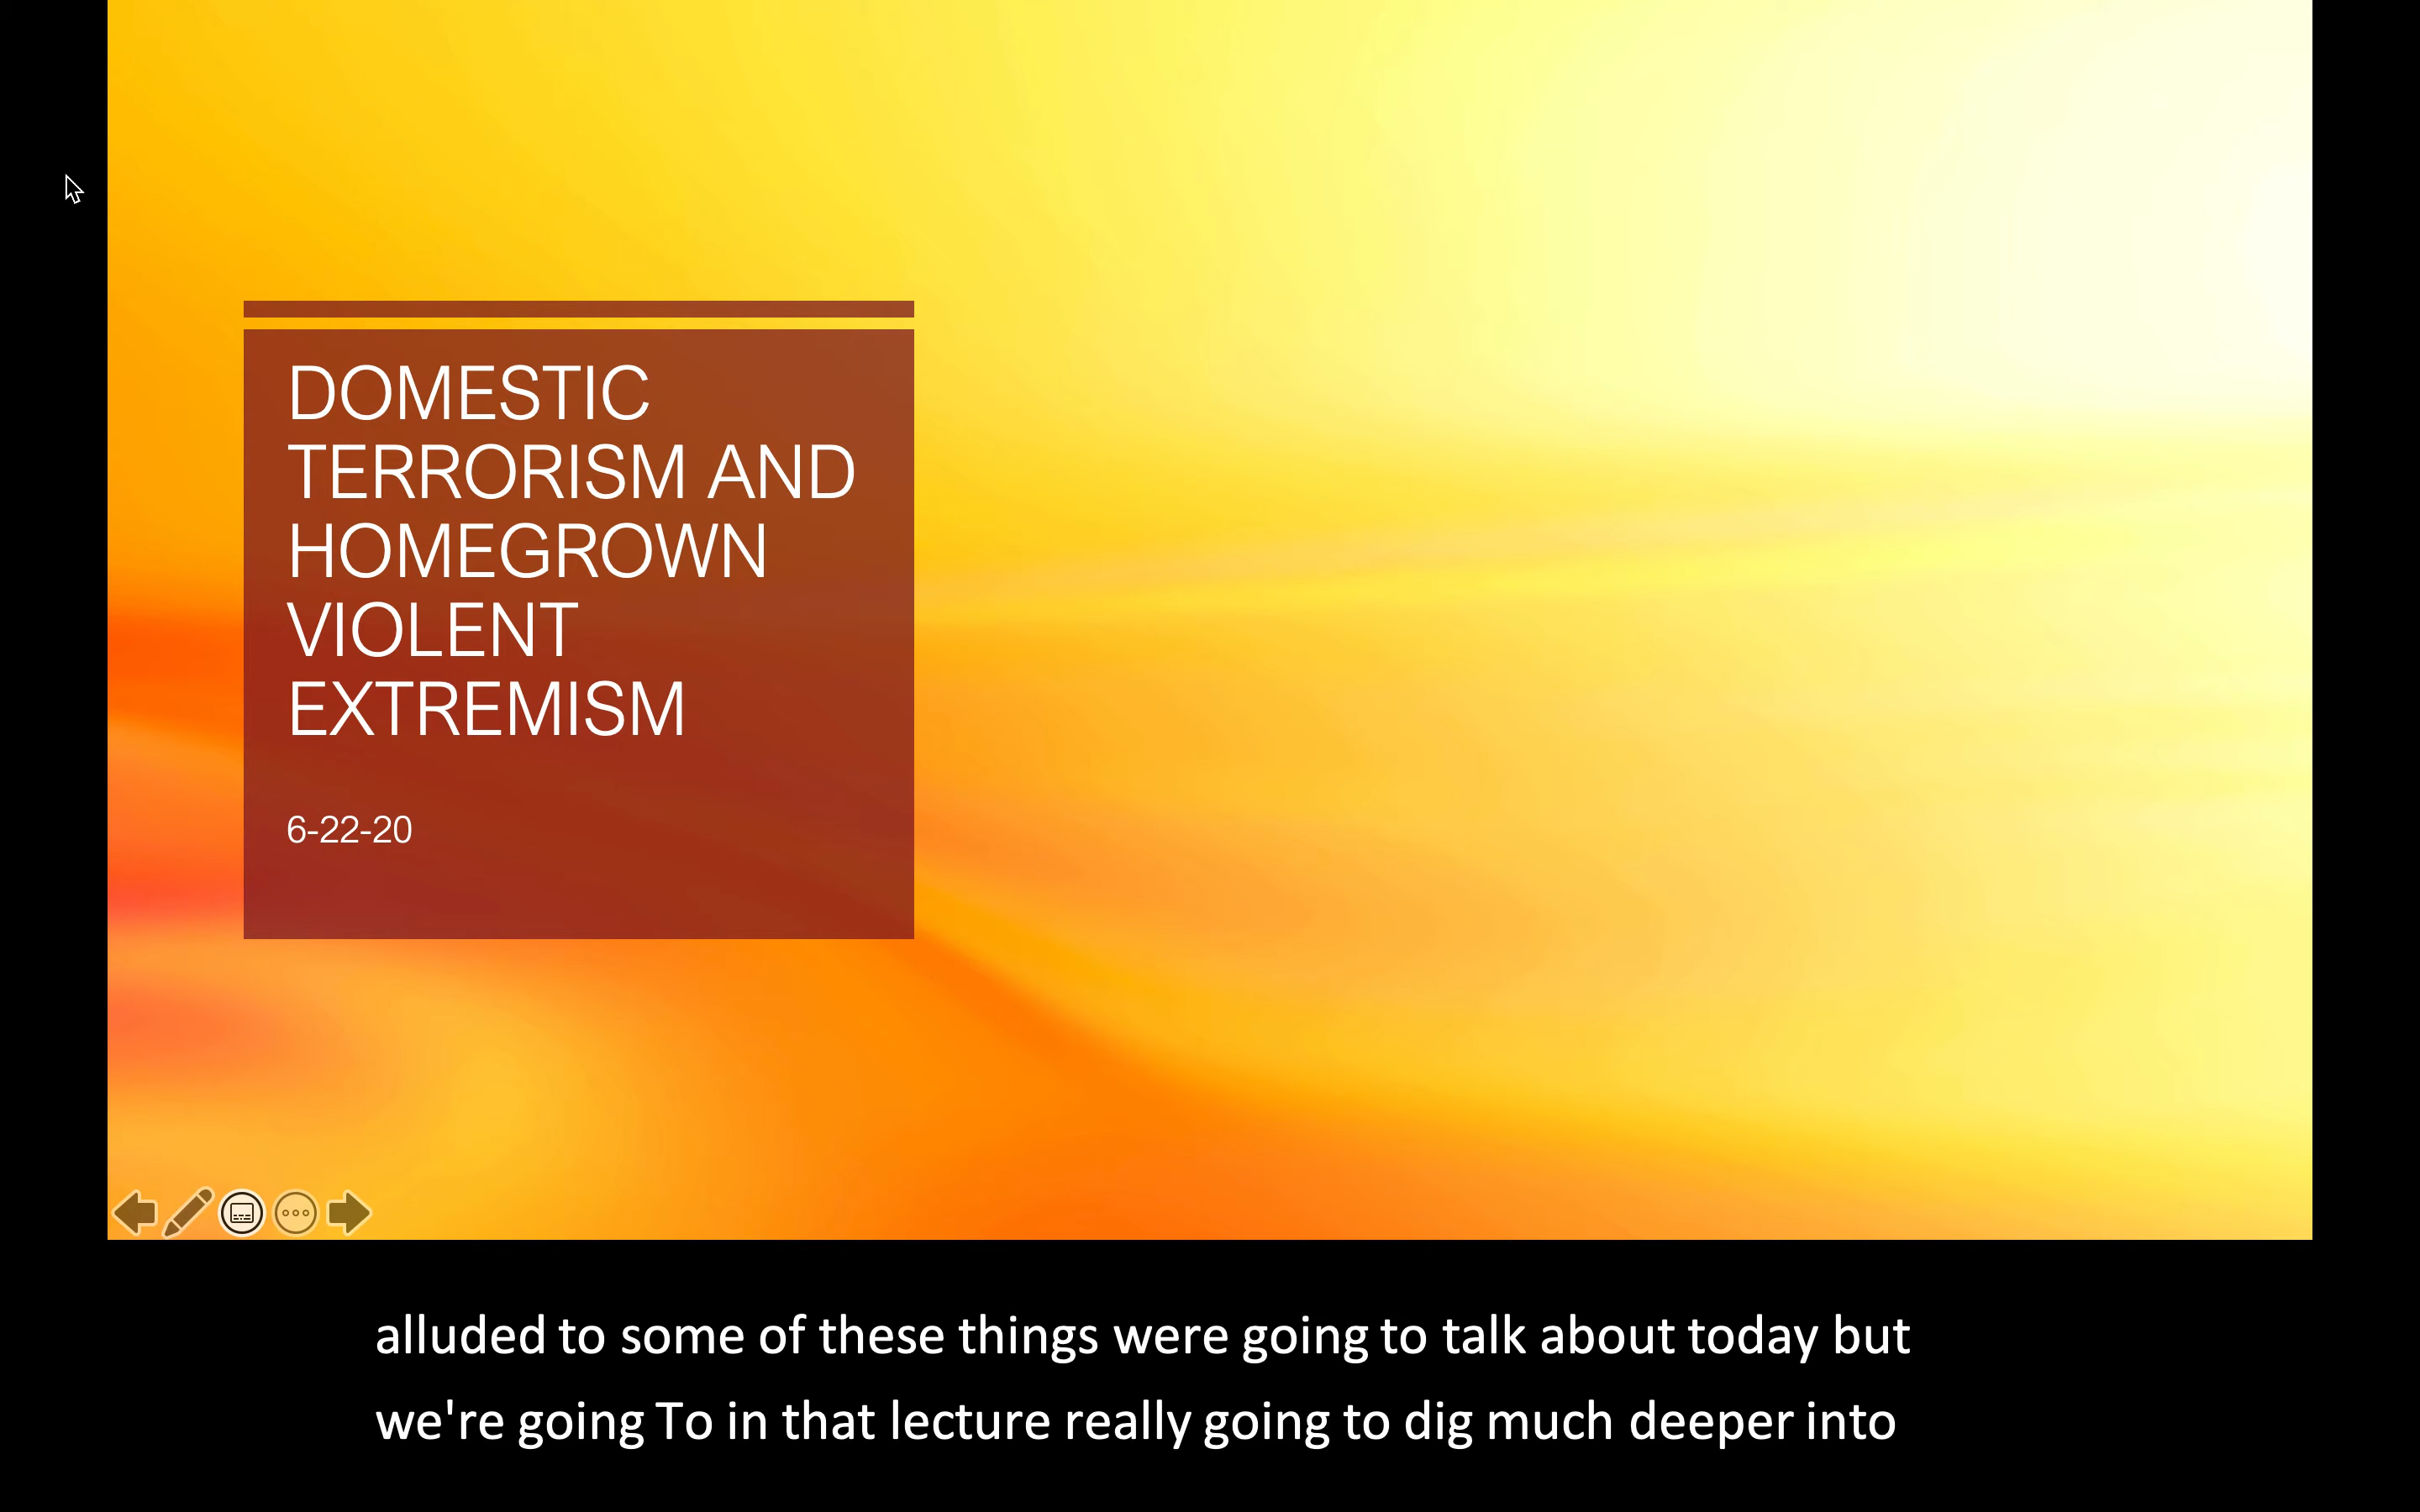 DOMESTIC
TERRORISM AND
HOMEGROWN
VIOLENT
EXTREMISM
6-22-20
alluded to some of these things were going to talk about today but
we're going To in that lecture really going to dig much deeper into